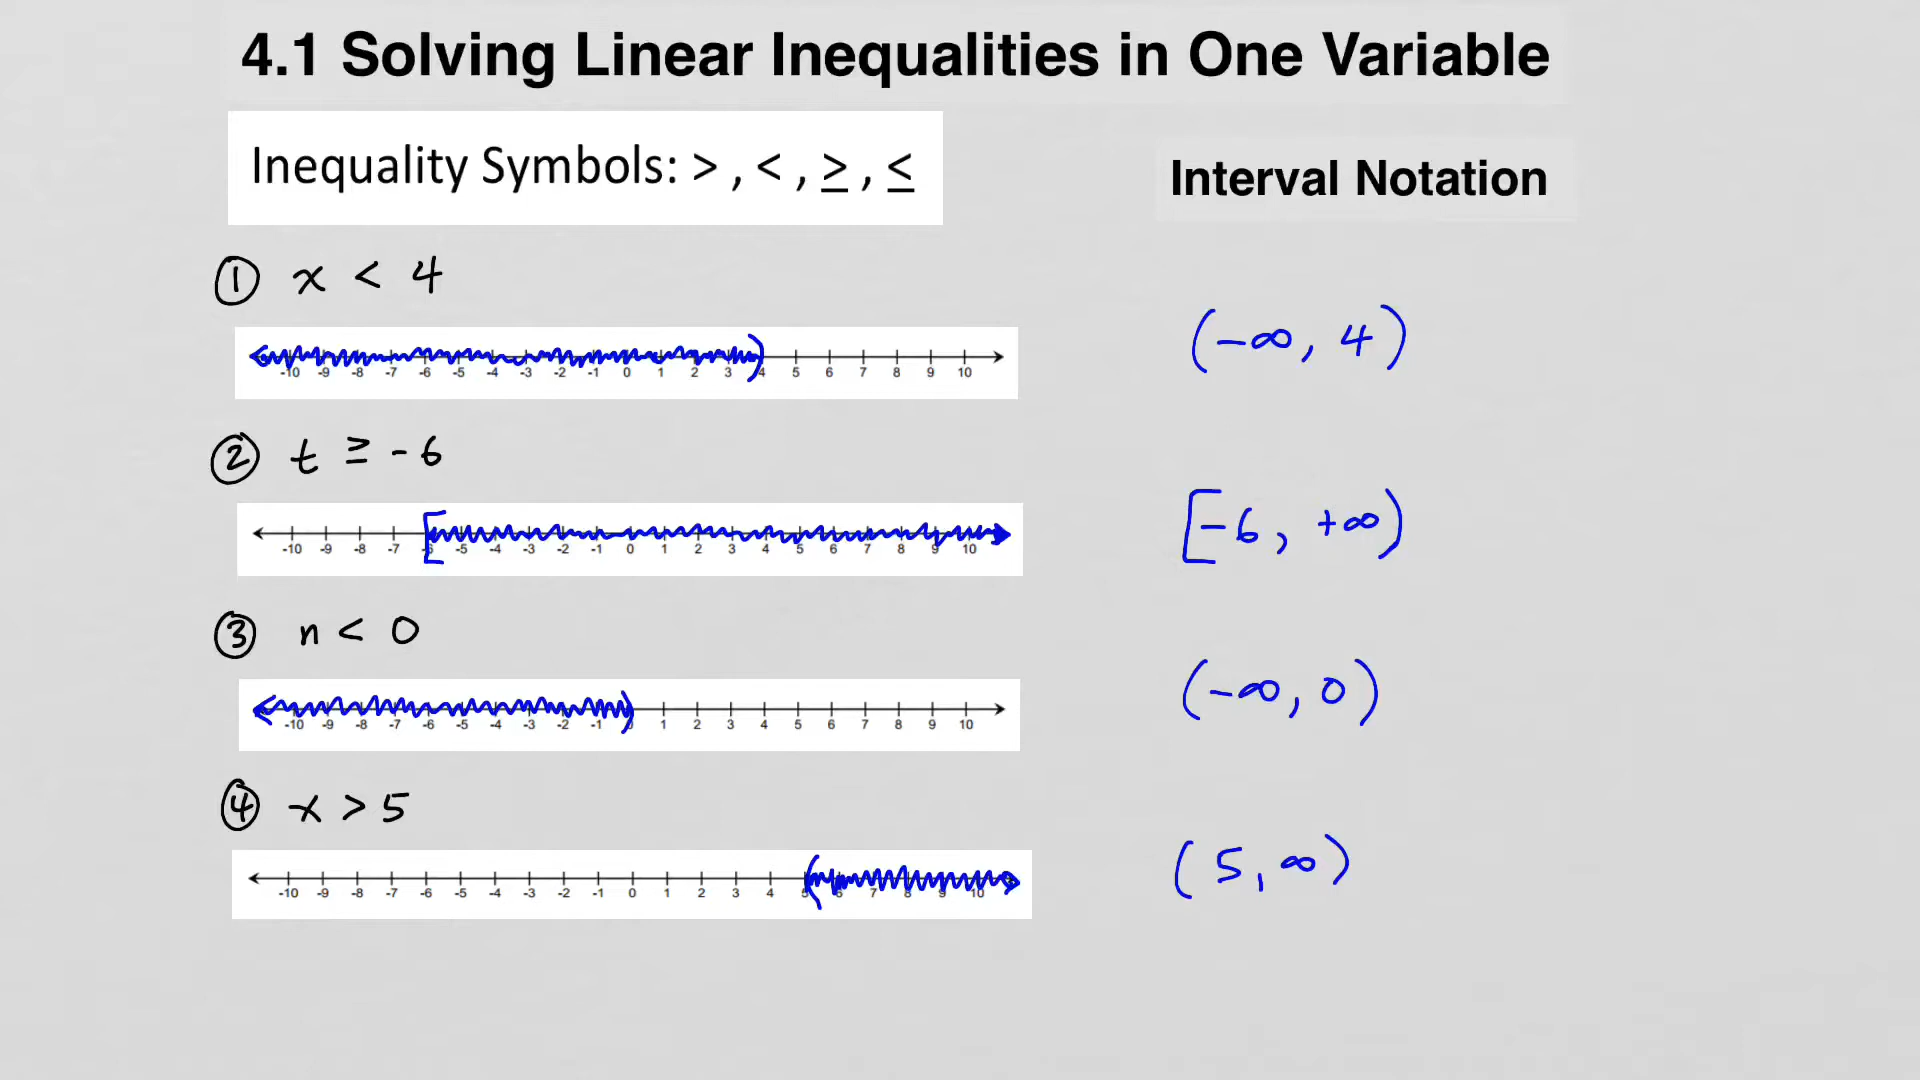 4.1 Solving Linear Inequalities in One Variable
Inequality Symbols: > , < , ≥ , ≤
Interval Notation
① x < 4
-10 -9 -8 -7 -6 -5 -4 -3 -2 -1 0 1 2 3 4 5 6 7 8 9 10
(-∞, 4)
② t ≥ -6
-10 -9 -8 -7 -6 -5 -4 -3 -2 -1 0 1 2 3 4 5 6 7 8 9 10
[-6, +∞)
③ n < 0
-10 -9 -8 -7 -6 -5 -4 -3 -2 -1 0 1 2 3 4 5 6 7 8 9 10
(-∞, 0)
④ x > 5
-10 -9 -8 -7 -6 -5 -4 -3 -2 -1 0 1 2 3 4 5 6 7 8 9 10
(5, ∞)